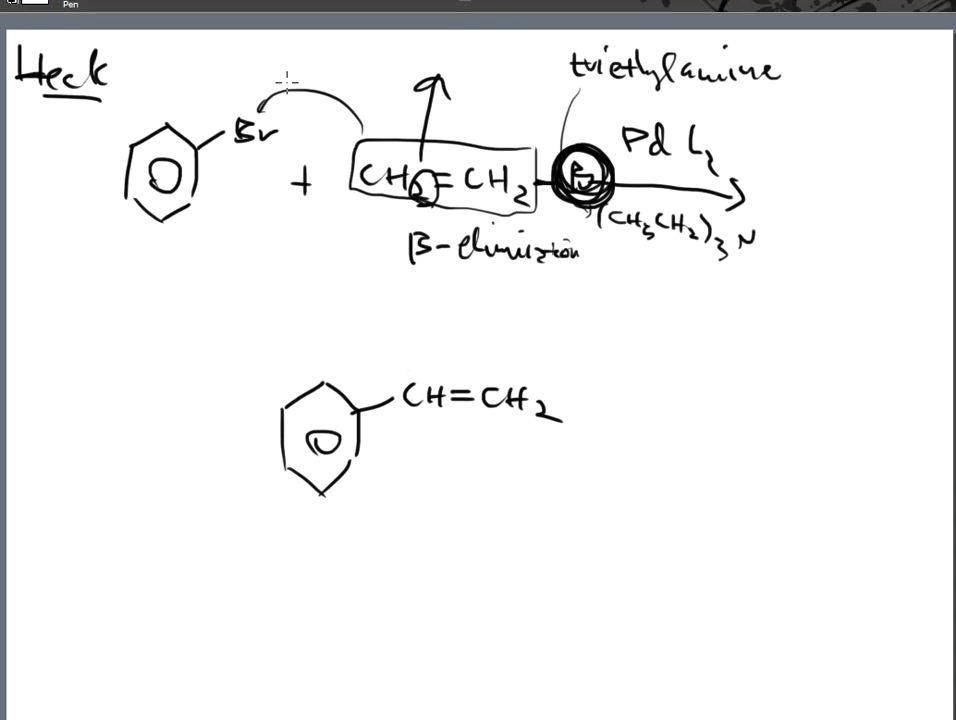 Pen
Heck
triethylamine
Br + CH2=CH2 Pd L2
(CH3CH2)3N
β-elimination
CH=CH2